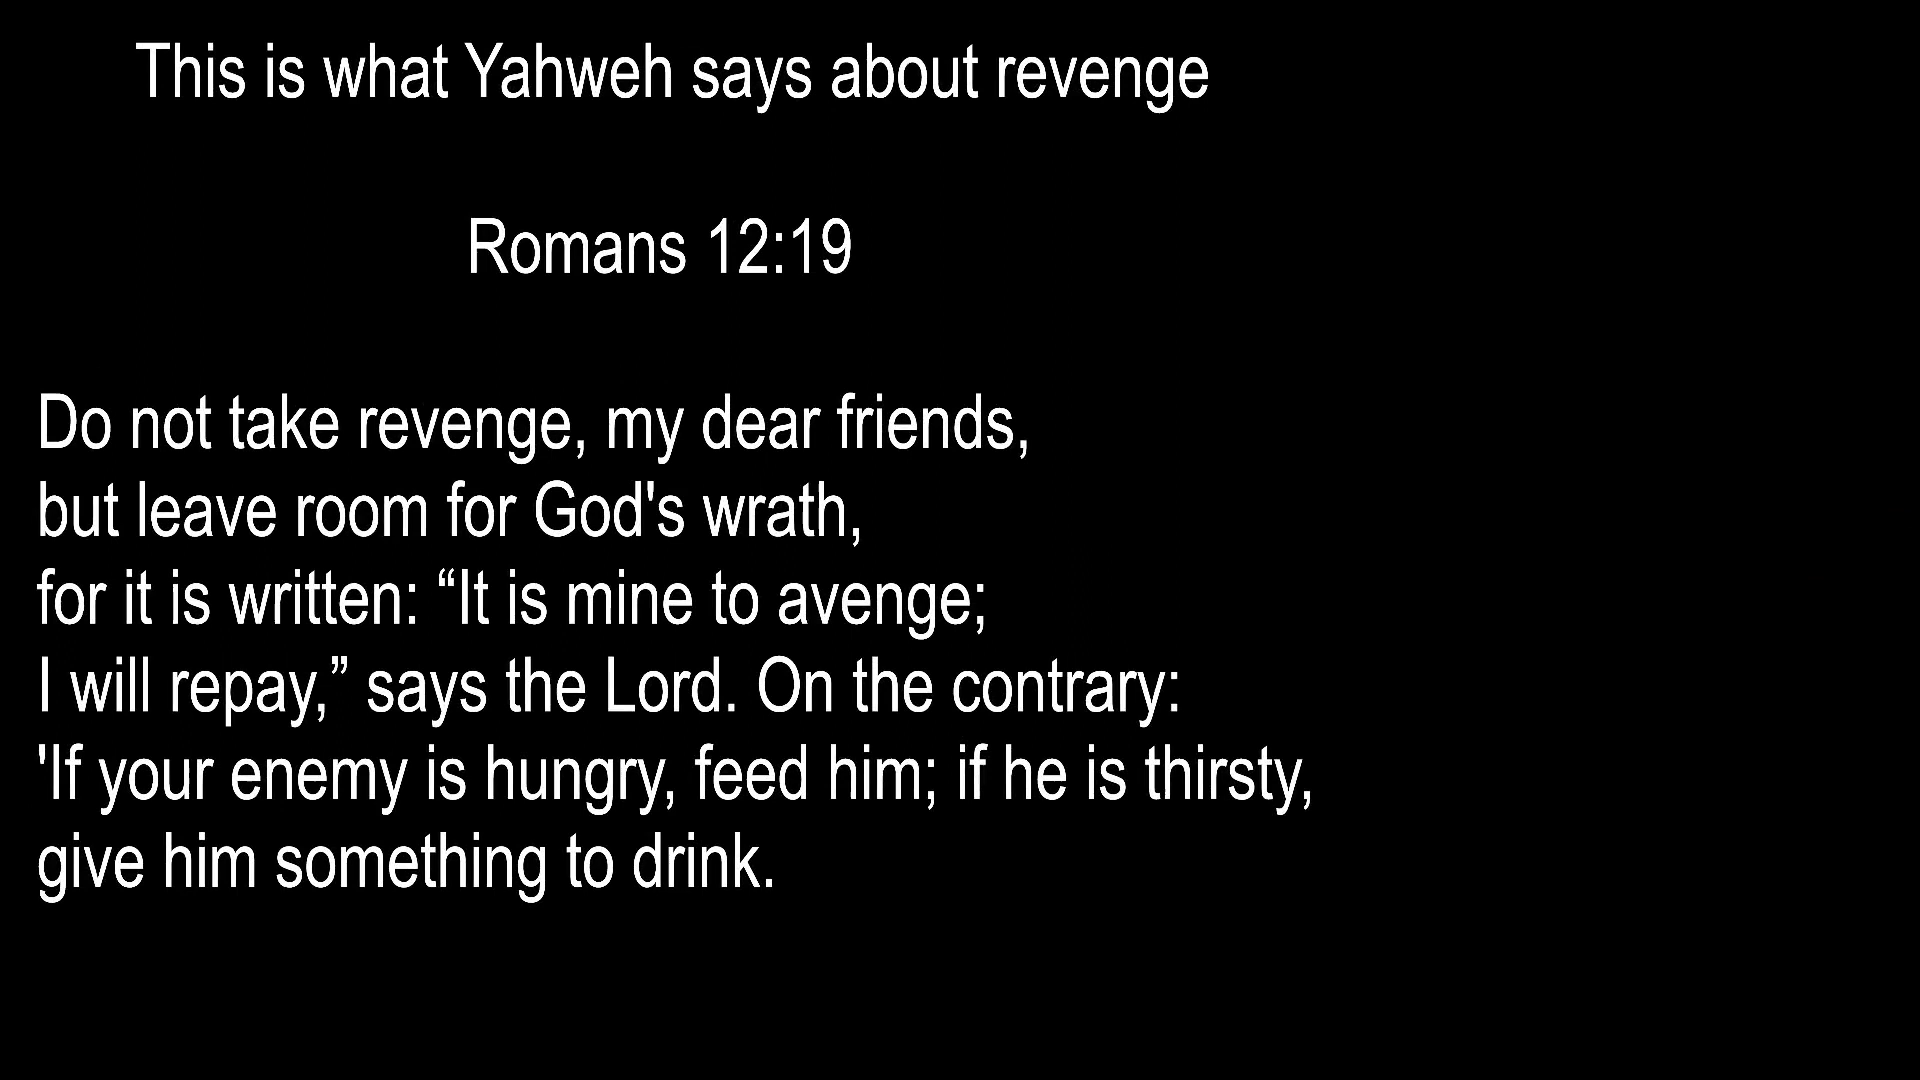 This is what Yahweh says about revenge
Romans 12:19
Do not take revenge, my dear friends,
but leave room for God's wrath,
for it is written: “It is mine to avenge;
I will repay,” says the Lord. On the contrary:
'If your enemy is hungry, feed him; if he is thirsty,
give him something to drink.